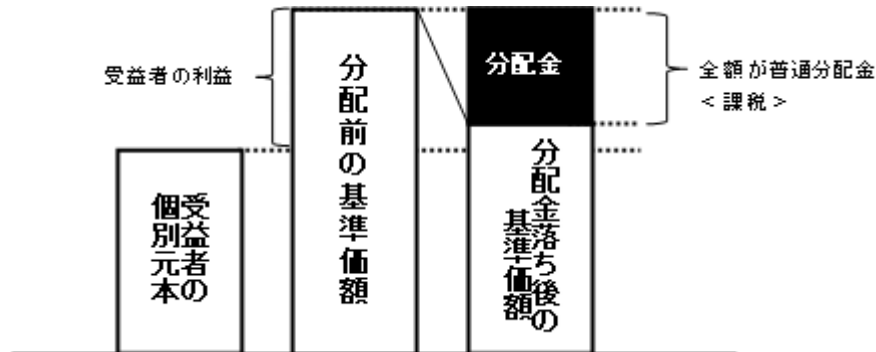 受益者の利益
受益者の
個別元本
分配前の基準価額
分配金
分配金落ち後の
基準価額
全額が普通分配金
＜課税＞